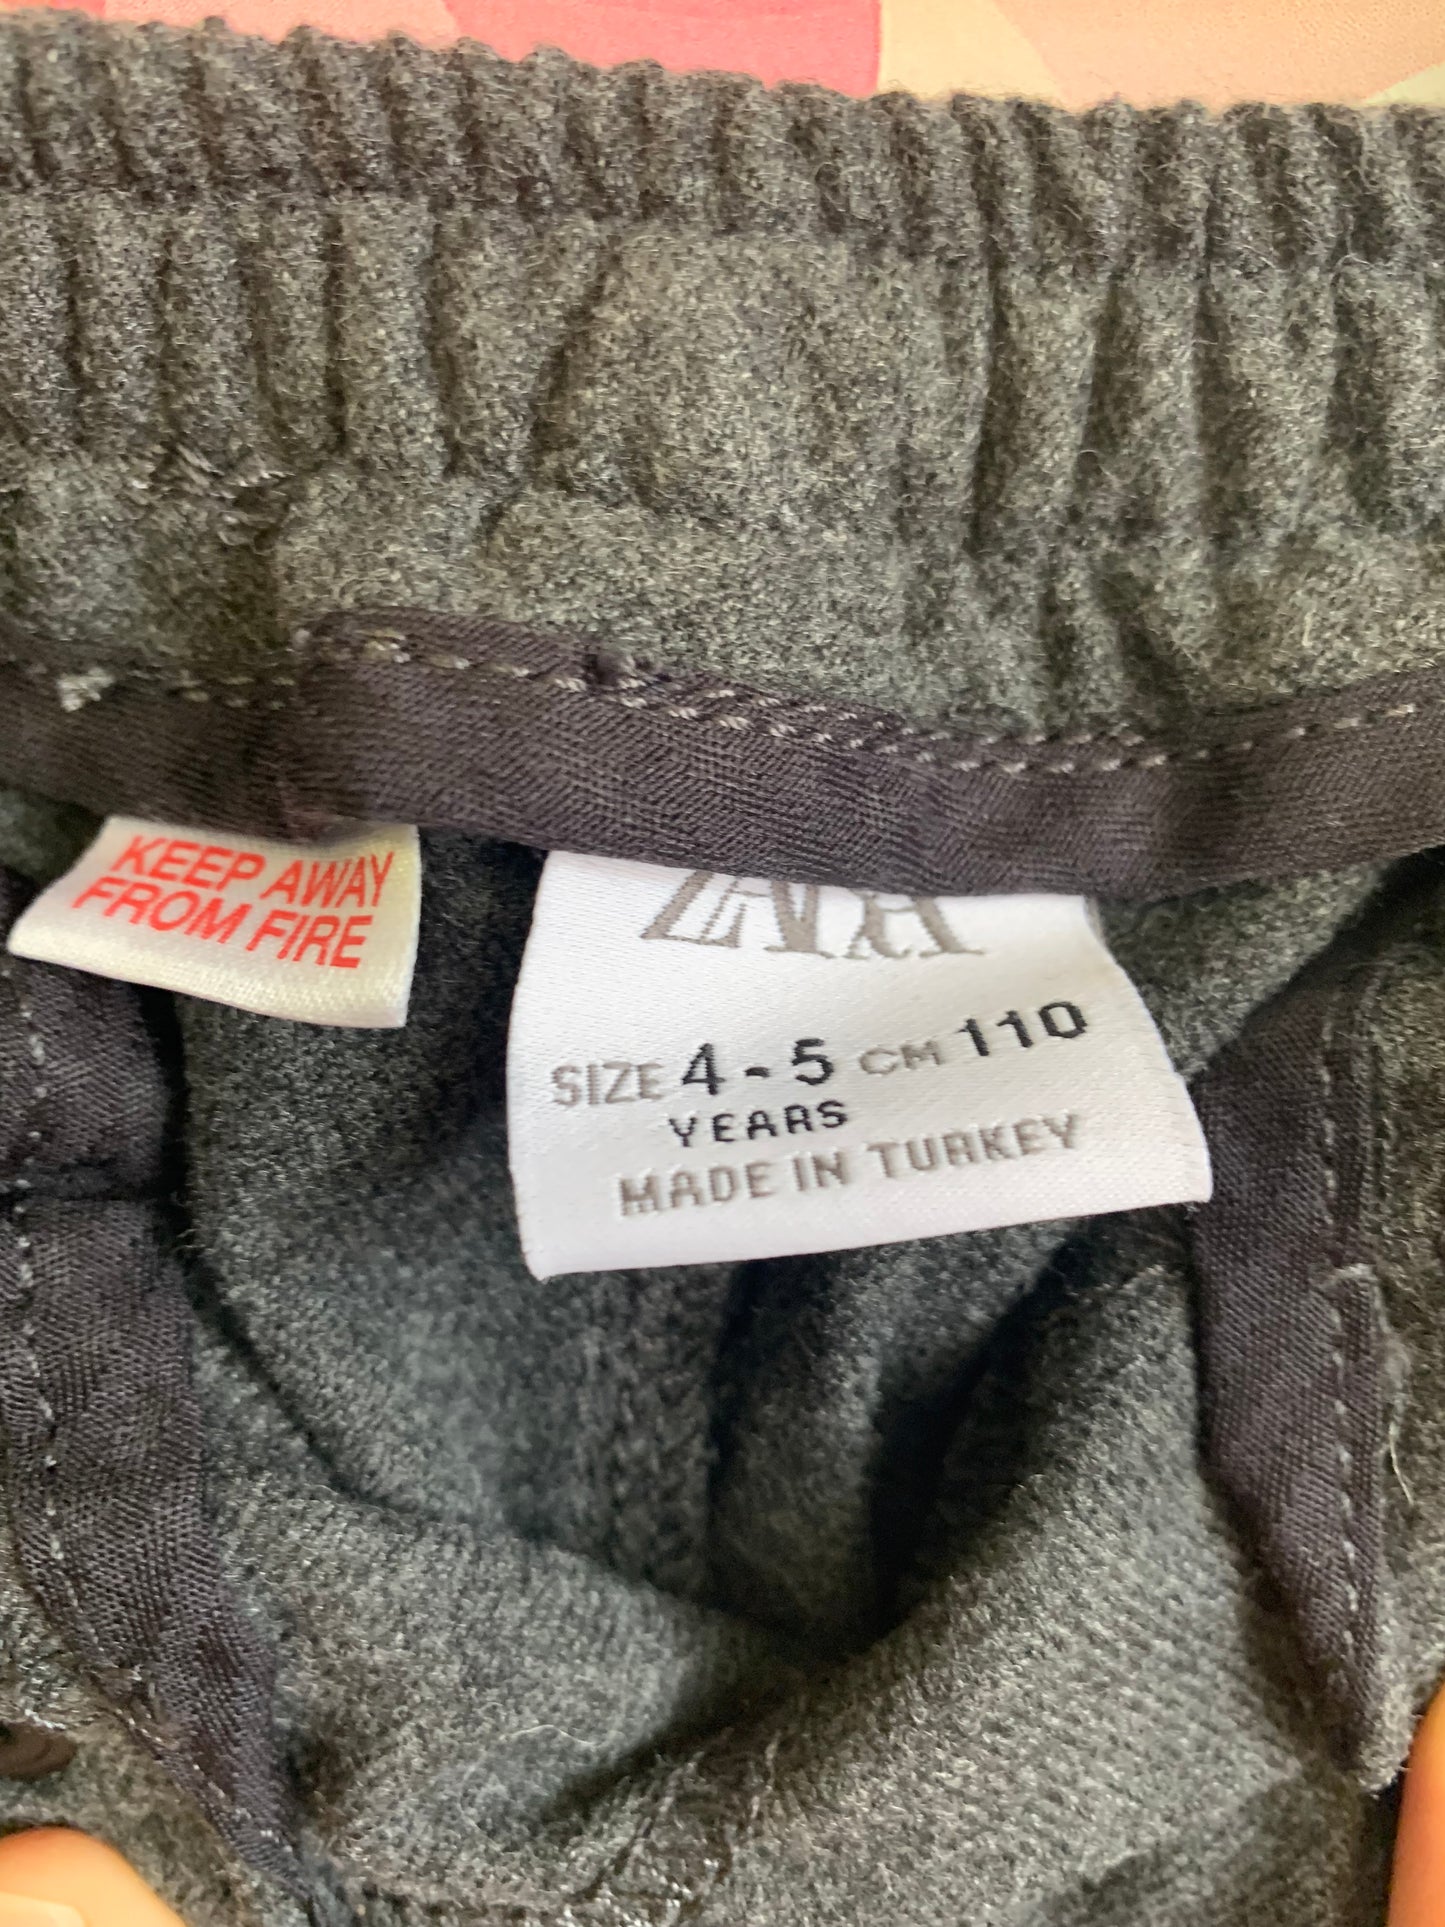 KEEP AWAY
FROM FIRE
ZARA
SIZE 4-5 CM 110
YEARS
MADE IN TURKEY